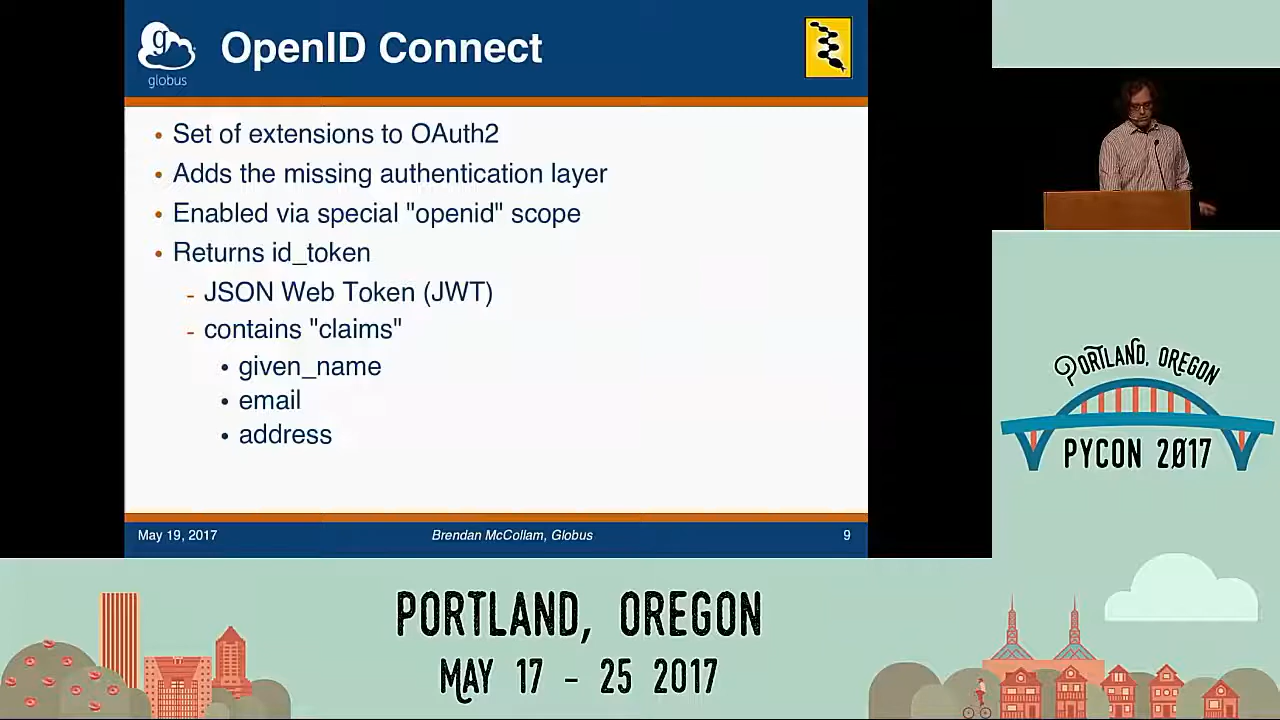 g
globus
OpenID Connect
• Set of extensions to OAuth2
• Adds the missing authentication layer
• Enabled via special "openid" scope
• Returns id_token
- JSON Web Token (JWT)
- contains "claims"
• given_name
• email
• address
May 19, 2017
Brendan McCollam, Globus
9
PORTLAND, OREGON
PYCON 2017
PORTLAND, OREGON
MAY 17 - 25 2017